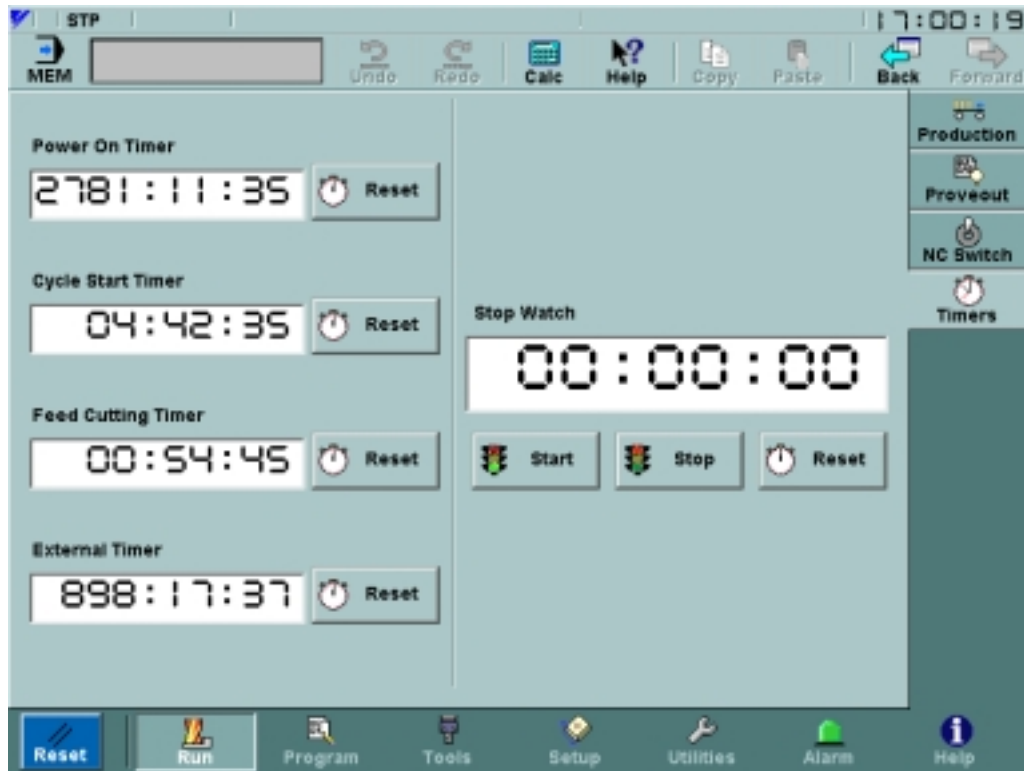 STP
17:00:19
MEM
Undo
Redo
Calc
Help
Copy
Paste
Back
Forward
Production
Proveout
NC Switch
Timers
Power On Timer
2781:11:35
Reset
Cycle Start Timer
04:42:35
Reset
Feed Cutting Timer
00:54:45
Reset
External Timer
898:17:37
Reset
Stop Watch
00:00:00
Start
Stop
Reset
Reset
Run
Program
Tools
Setup
Utilities
Alarm
Help